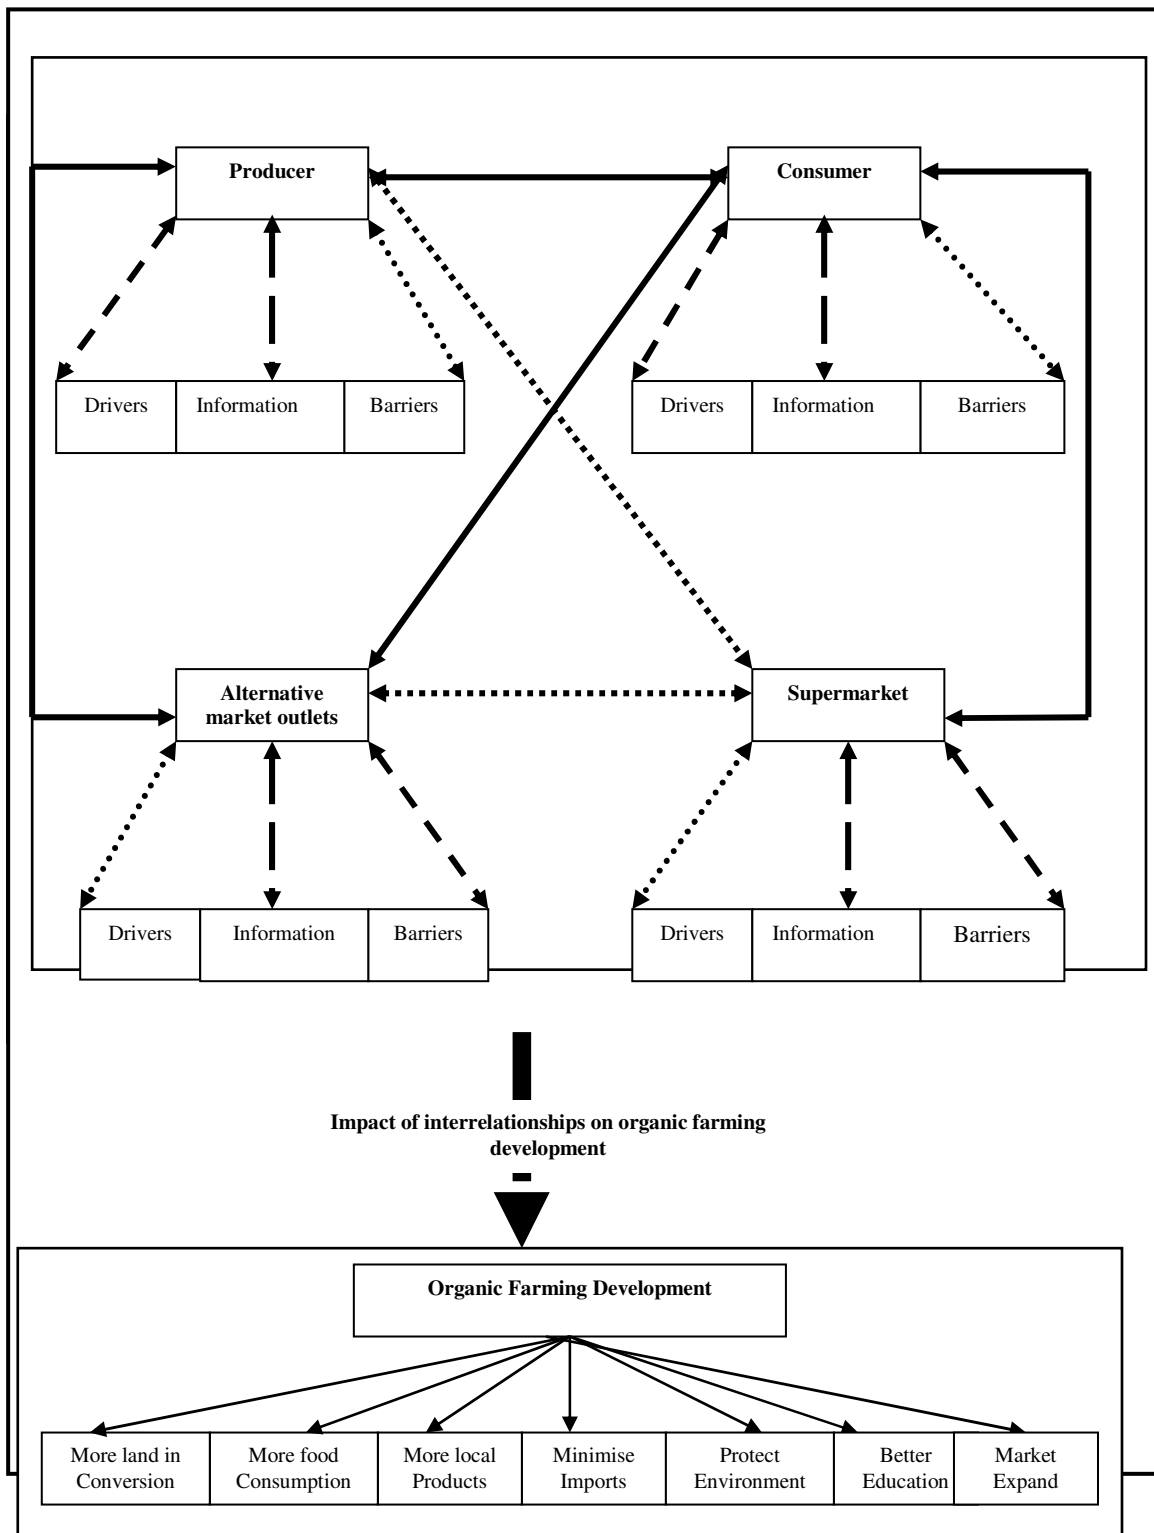 Producer
Consumer
Drivers
Information
Barriers
Drivers
Information
Barriers
Alternative
market outlets
Supermarket
Drivers
Information
Barriers
Drivers
Information
Barriers
Impact of interrelationships on organic farming
development
Organic Farming Development
More land in
Conversion
More food
Consumption
More local
Products
Minimise
Imports
Protect
Environment
Better
Education
Market
Expand